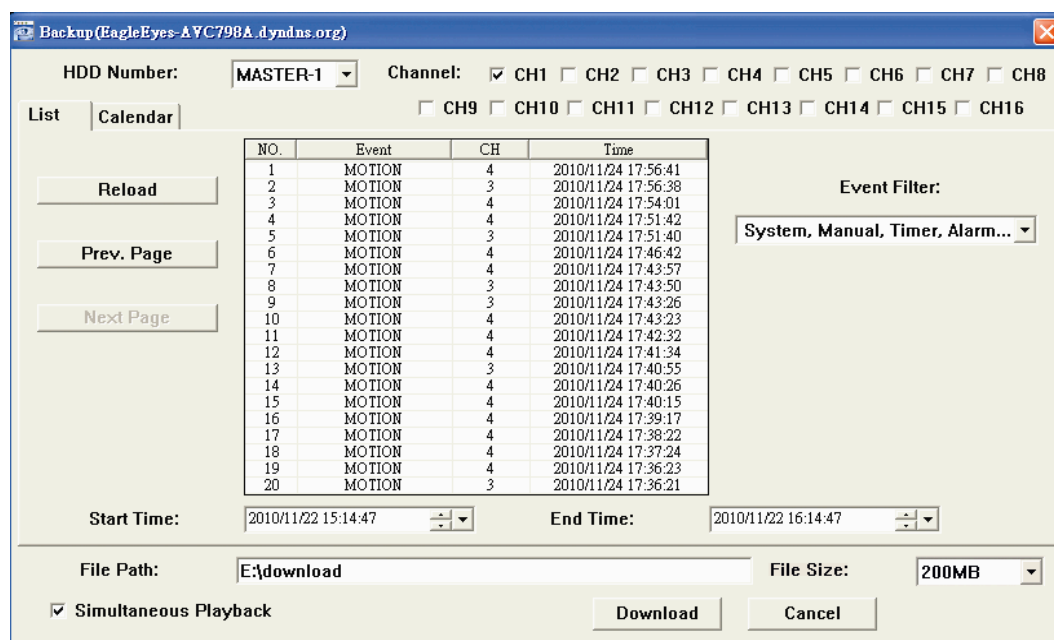 Backup(EagleEyes-AVC798A.dyndns.org)
HDD Number: MASTER-1 Channel: CH1 CH2 CH3 CH4 CH5 CH6 CH7 CH8
CH9 CH10 CH11 CH12 CH13 CH14 CH15 CH16
List Calendar
NO. Event CH Time
1 MOTION 4 2010/11/24 17:56:41
2 MOTION 3 2010/11/24 17:56:38
3 MOTION 4 2010/11/24 17:54:01
4 MOTION 4 2010/11/24 17:51:42
5 MOTION 3 2010/11/24 17:51:40
6 MOTION 4 2010/11/24 17:46:42
7 MOTION 4 2010/11/24 17:43:57
8 MOTION 3 2010/11/24 17:43:50
9 MOTION 3 2010/11/24 17:43:26
10 MOTION 4 2010/11/24 17:43:23
11 MOTION 4 2010/11/24 17:42:32
12 MOTION 4 2010/11/24 17:41:34
13 MOTION 3 2010/11/24 17:40:55
14 MOTION 4 2010/11/24 17:40:26
15 MOTION 4 2010/11/24 17:40:15
16 MOTION 4 2010/11/24 17:39:17
17 MOTION 4 2010/11/24 17:38:22
18 MOTION 4 2010/11/24 17:37:24
19 MOTION 4 2010/11/24 17:36:23
20 MOTION 3 2010/11/24 17:36:21
Reload
Prev. Page
Next Page
Event Filter:
System, Manual, Timer, Alarm...
Start Time: 2010/11/22 15:14:47 End Time: 2010/11/22 16:14:47
File Path: E:\download File Size: 200MB
Simultaneous Playback Download Cancel